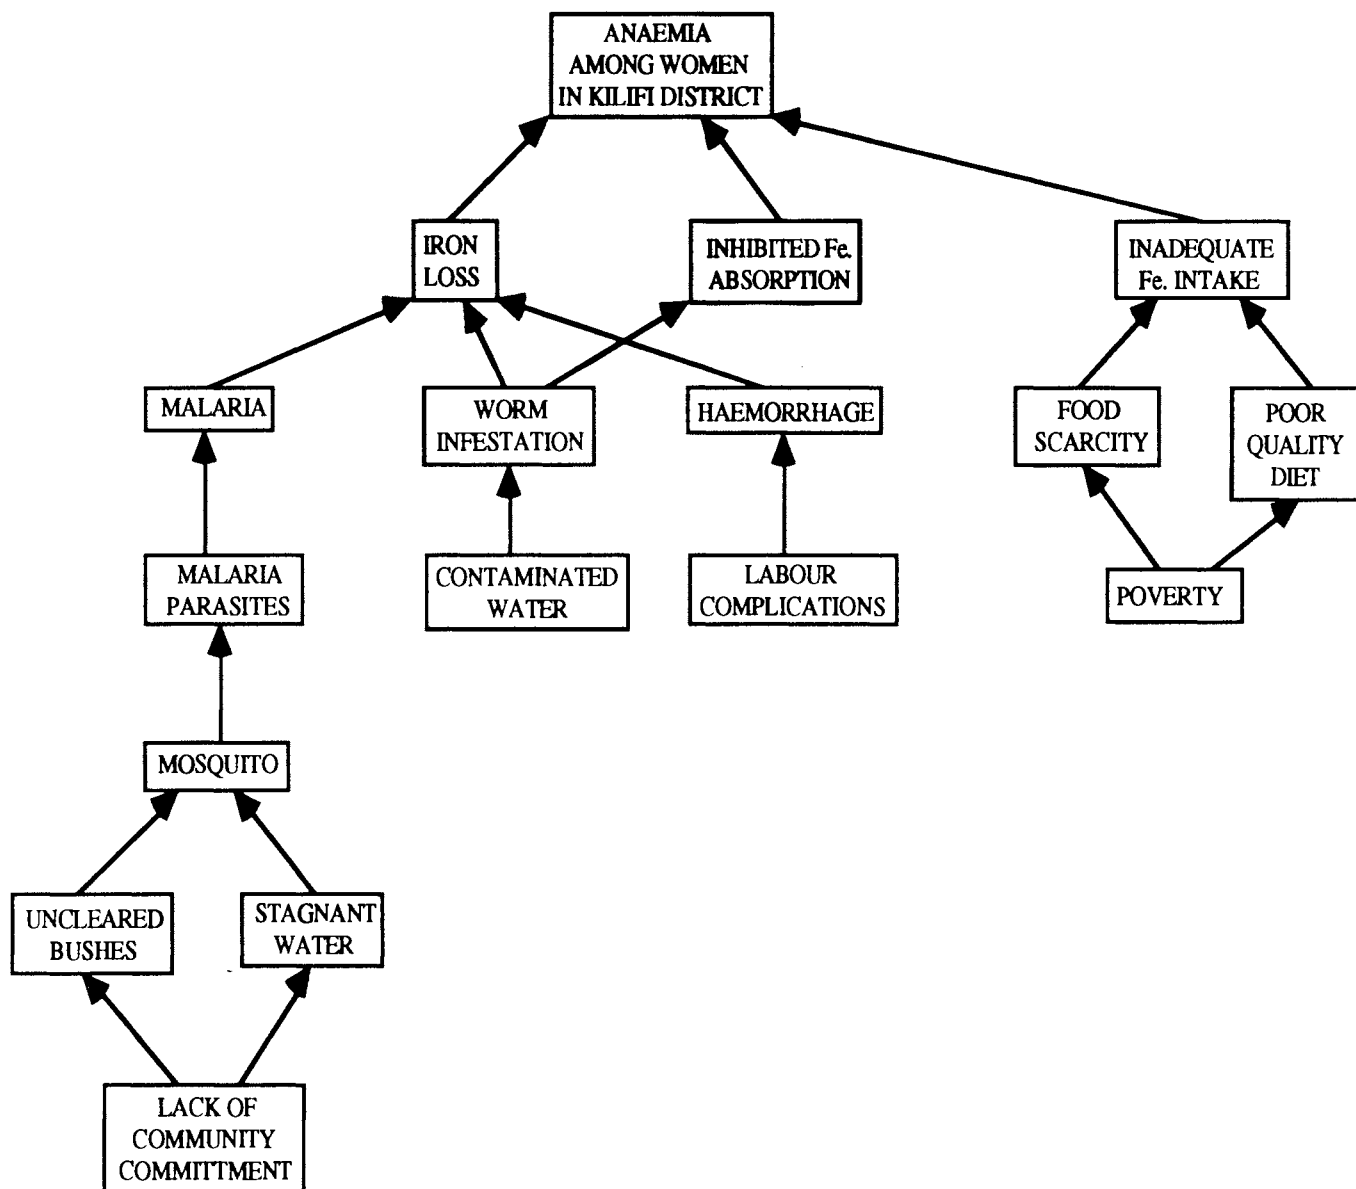 ANAEMIA
AMONG WOMEN
IN KILIFI DISTRICT
IRON
LOSS
INHIBITED Fe.
ABSORPTION
INADEQUATE
Fe. INTAKE
MALARIA
WORM
INFESTATION
HAEMORRHAGE
FOOD
SCARCITY
POOR
QUALITY
DIET
MALARIA
PARASITES
CONTAMINATED
WATER
LABOUR
COMPLICATIONS
POVERTY
MOSQUITO
UNCLEARED
BUSHES
STAGNANT
WATER
LACK OF
COMMUNITY
COMMITTMENT